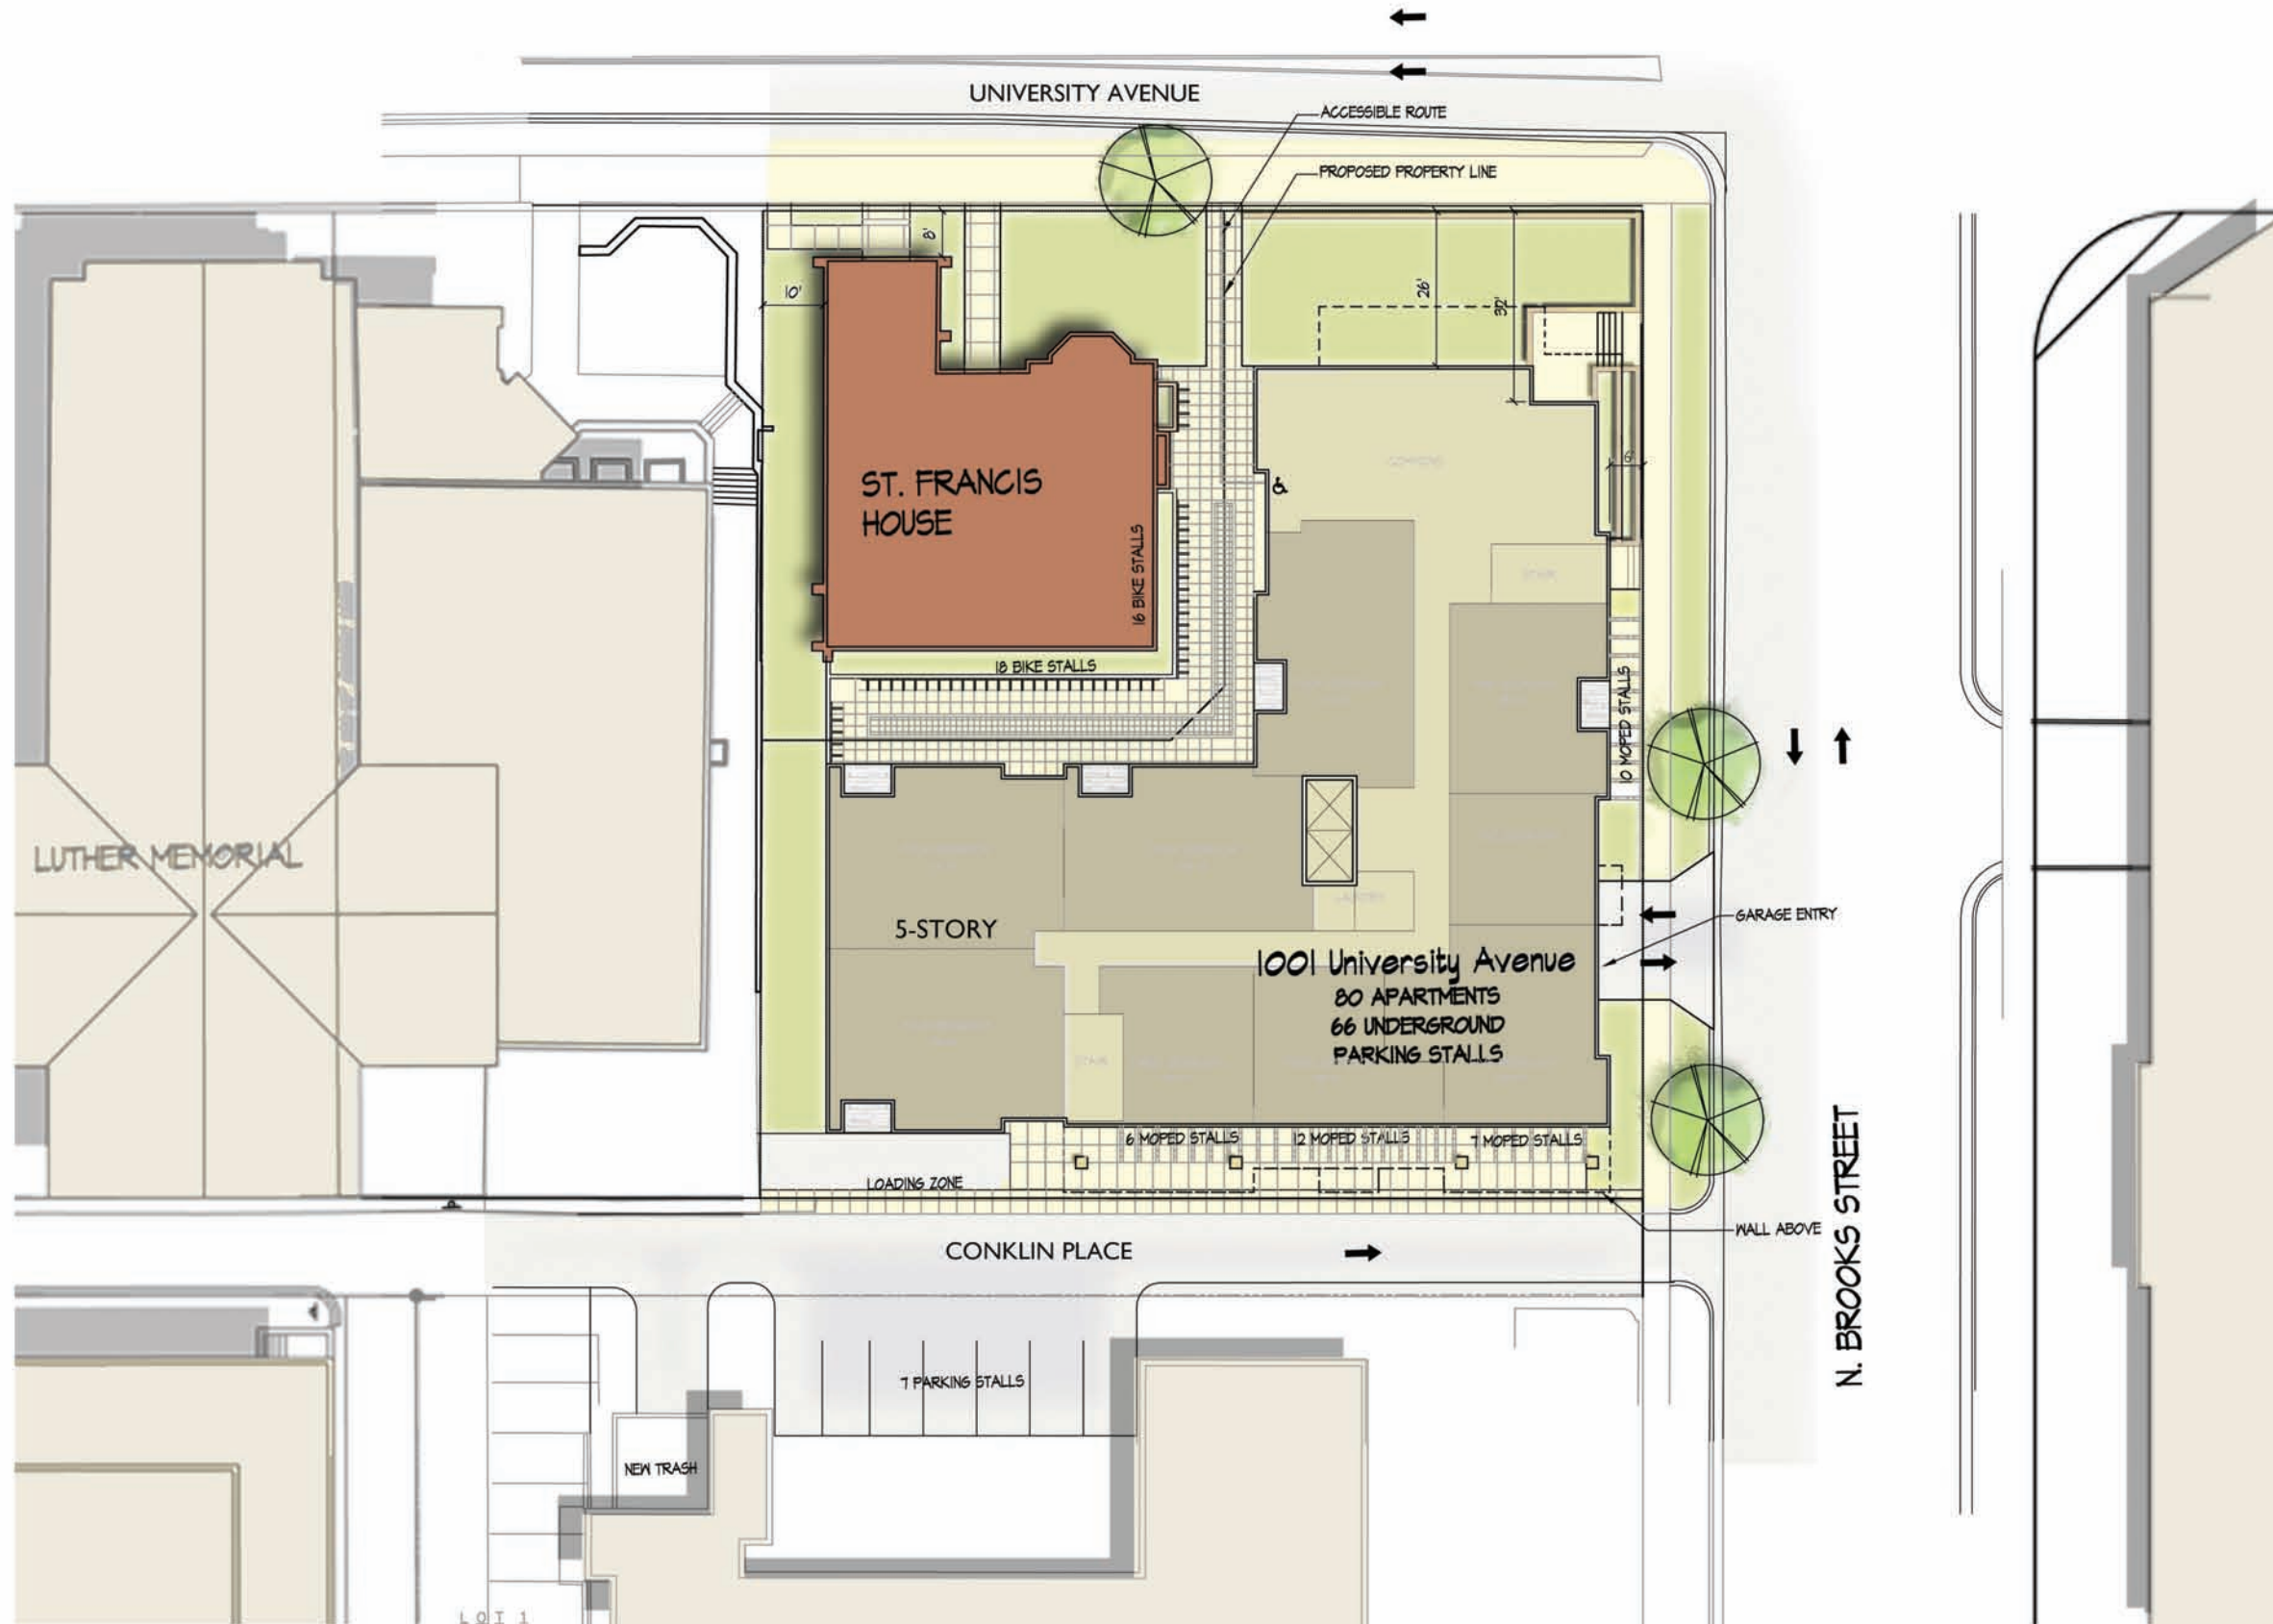 UNIVERSITY AVENUE
ACCESSIBLE ROUTE
PROPOSED PROPERTY LINE
8'
10'
26'
32'
6'
ST. FRANCIS
HOUSE
16 BIKE STALLS
18 BIKE STALLS
10 MOPED STALLS
STAIR
LUTHER MEMORIAL
5-STORY
GARAGE ENTRY
1001 University Avenue
80 APARTMENTS
66 UNDERGROUND
PARKING STALLS
STAIR
6 MOPED STALLS
12 MOPED STALLS
7 MOPED STALLS
LOADING ZONE
WALL ABOVE
CONKLIN PLACE
N. BROOKS STREET
7 PARKING STALLS
NEW TRASH
LOT 1